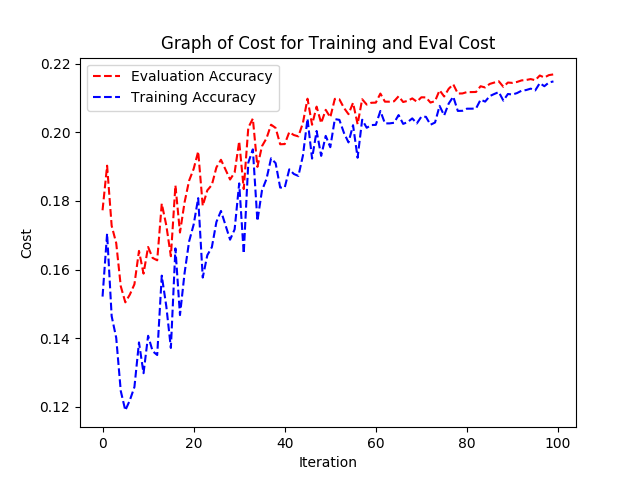 Graph of Cost for Training and Eval Cost
Evaluation Accuracy
Training Accuracy
Cost
0.22
0.20
0.18
0.16
0.14
0.12
0 20 40 60 80 100
Iteration